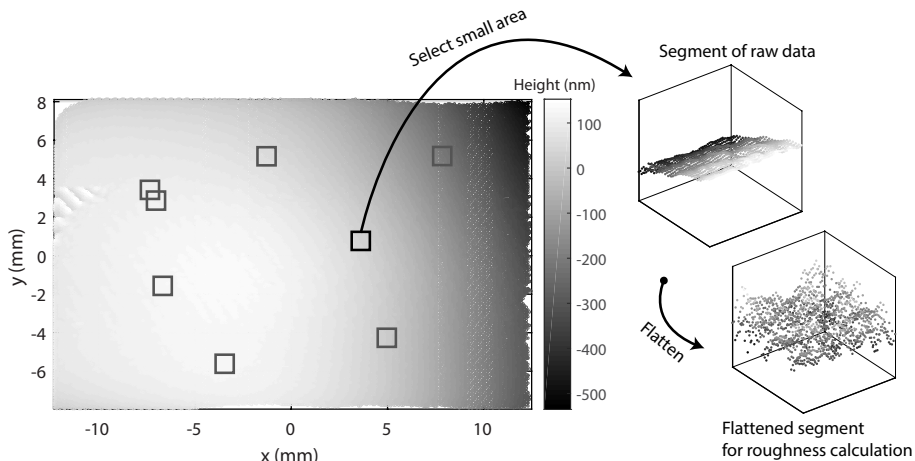 Select small area
Segment of raw data
Height (nm)
8
6
4
2
0
-2
-4
-6
y (mm)
-10
-5
0
5
10
x (mm)
100
0
-100
-200
-300
-400
-500
Flatten
Flattened segment
for roughness calculation